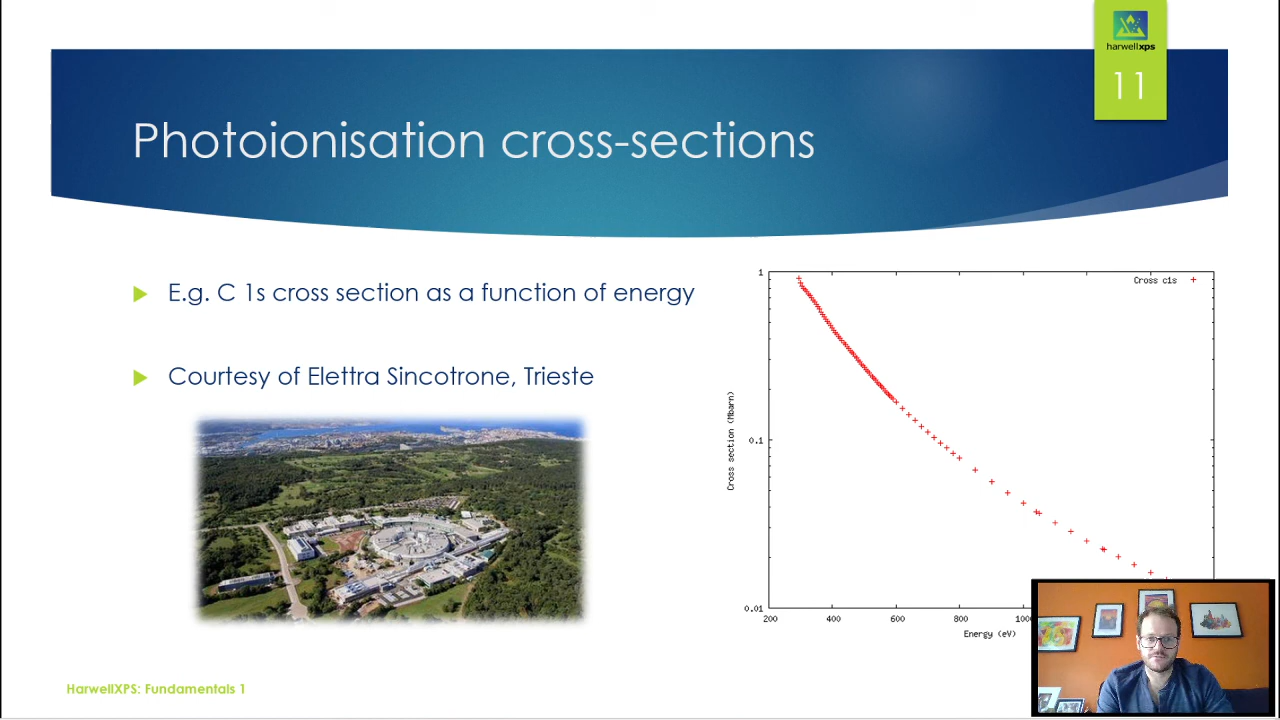 harwellxps
11
Photoionisation cross-sections
E.g. C 1s cross section as a function of energy
Courtesy of Elettra Sincotrone, Trieste
1
Cross c1s
Cross section (Mbarn)
0.1
0.01
200
400
600
800
Energy (eV)
HarwellXPS: Fundamentals 1